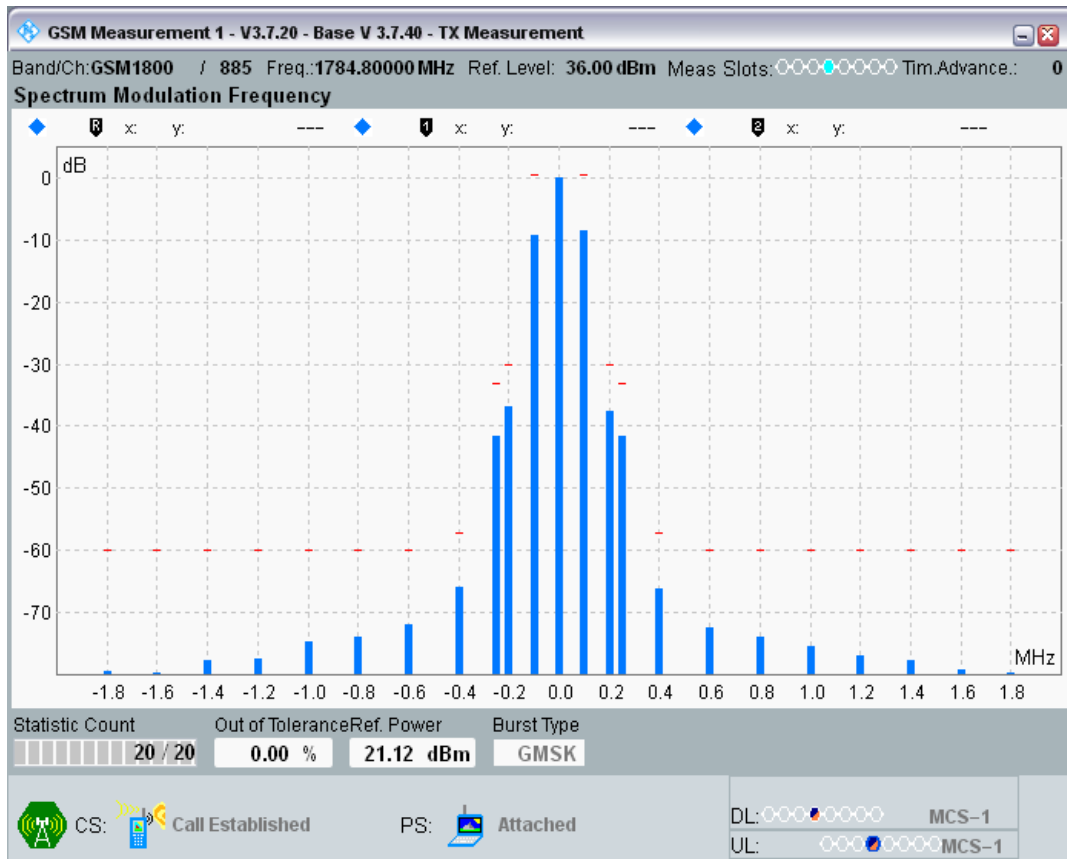 GSM Measurement 1 - V3.7.20 - Base V 3.7.40 - TX Measurement
Band/Ch:GSM1800 / 885 Freq.:1784.80000 MHz Ref. Level: 36.00 dBm Meas Slots: Tim.Advance.: 0
Spectrum Modulation Frequency
R x: y: --- 1 x: y: --- 2 x: y: ---
dB
0
-10
-20
-30
-40
-50
-60
-70
MHz
-1.8 -1.6 -1.4 -1.2 -1.0 -0.8 -0.6 -0.4 -0.2 0.0 0.2 0.4 0.6 0.8 1.0 1.2 1.4 1.6 1.8
Statistic Count Out of Tolerance Ref. Power Burst Type
20 / 20 0.00 % 21.12 dBm GMSK
CS: Call Established PS: Attached DL: MCS-1
UL: MCS-1